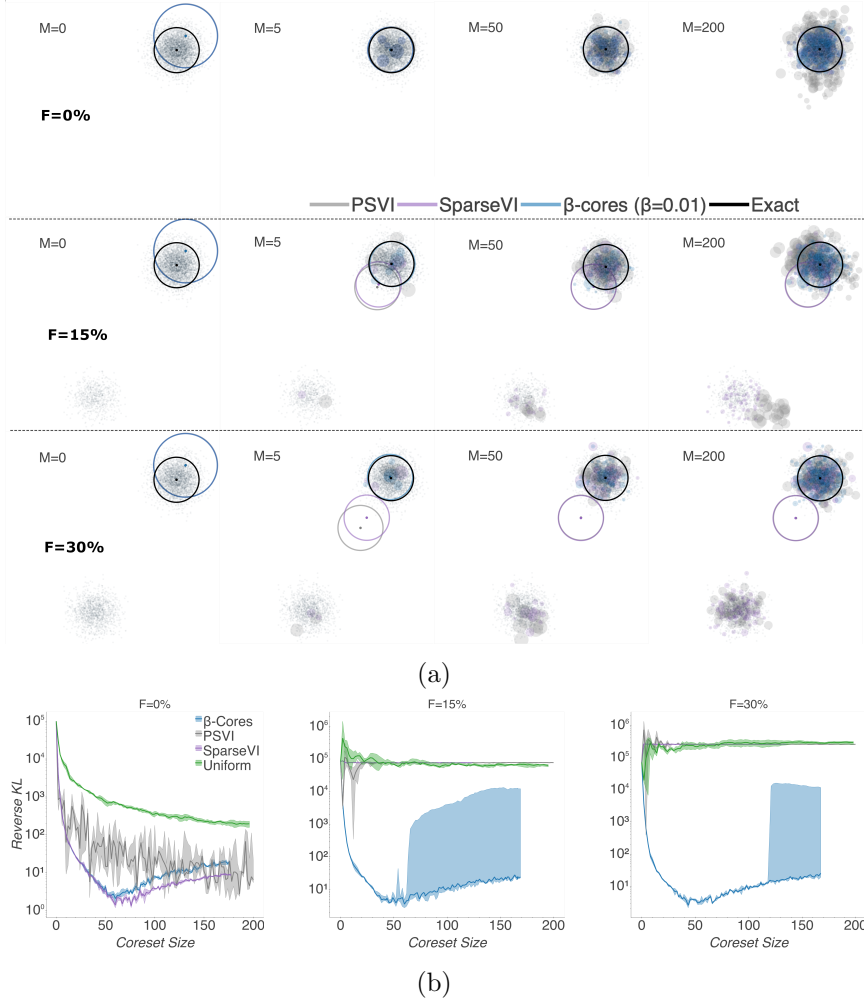 M=0 M=5 M=50 M=200
F=0%
PSVI SparseVI β-cores (β=0.01) Exact
M=0 M=5 M=50 M=200
F=15%
M=0 M=5 M=50 M=200
F=30%
(a)
F=0% F=15% F=30%
β-Cores
PSVI
SparseVI
Uniform
Reverse KL
10⁵
10⁴
10³
10²
10¹
10⁰
0 50 100 150 200
Coreset Size
10⁶
10⁵
10⁴
10³
10²
10¹
0 50 100 150 200
Coreset Size
10⁶
10⁵
10⁴
10³
10²
10¹
0 50 100 150 200
Coreset Size
(b)